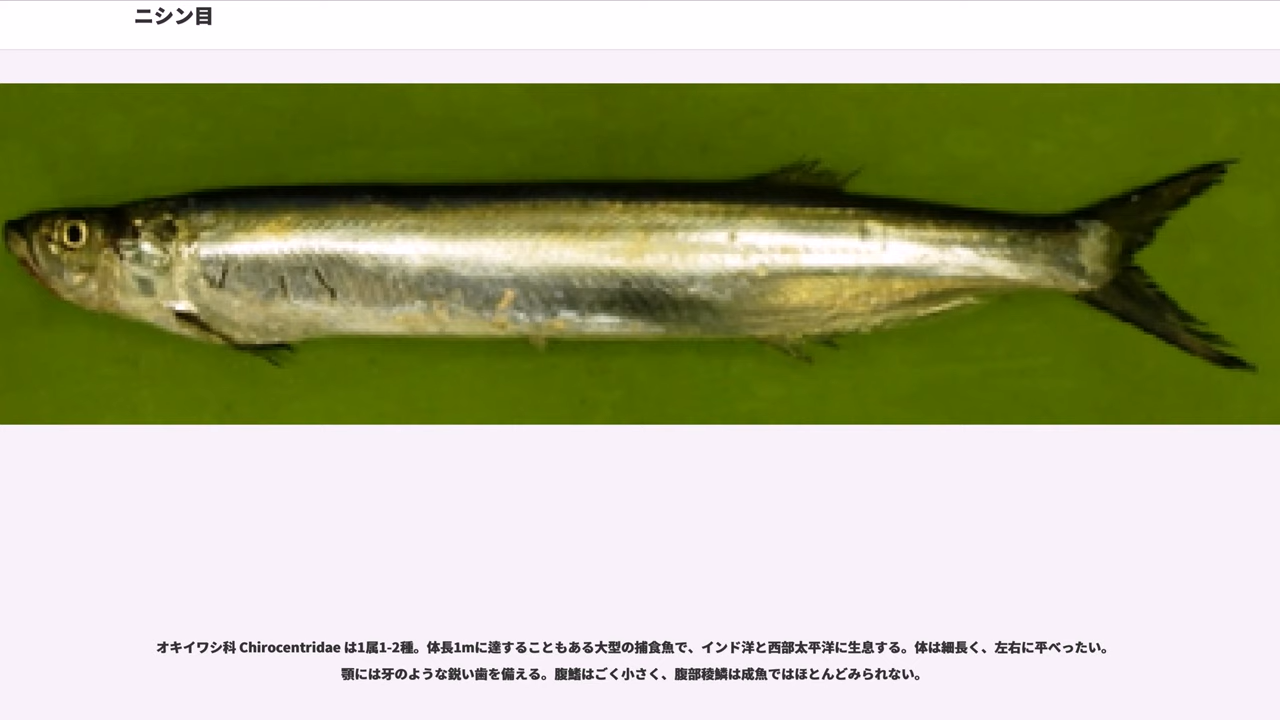 ニシン目
オキイワシ科 Chirocentridae は1属1-2種。体長1mに達することもある大型の捕食魚で、インド洋と西部太平洋に生息する。体は細長く、左右に平べったい。
顎には牙のような鋭い歯を備える。腹鰭はごく小さく、腹部稜鱗は成魚ではほとんどみられない。